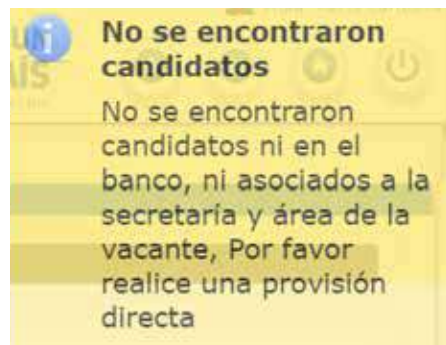 No se encontraron
candidatos
No se encontraron
candidatos ni en el
banco, ni asociados a la
secretaría y área de la
vacante, Por favor
realice una provisión
directa